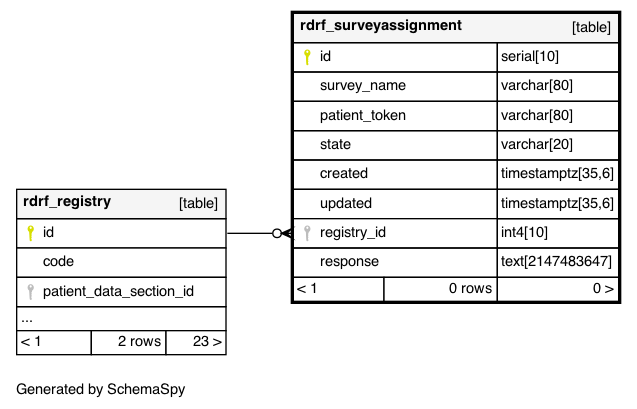 rdrf_surveyassignment [table]
id serial[10]
survey_name varchar[80]
patient_token varchar[80]
state varchar[20]
created timestamptz[35,6]
updated timestamptz[35,6]
registry_id int4[10]
response text[2147483647]
< 1 0 rows 0 >
rdrf_registry [table]
id
code
patient_data_section_id
...
< 1 2 rows 23 >
Generated by SchemaSpy